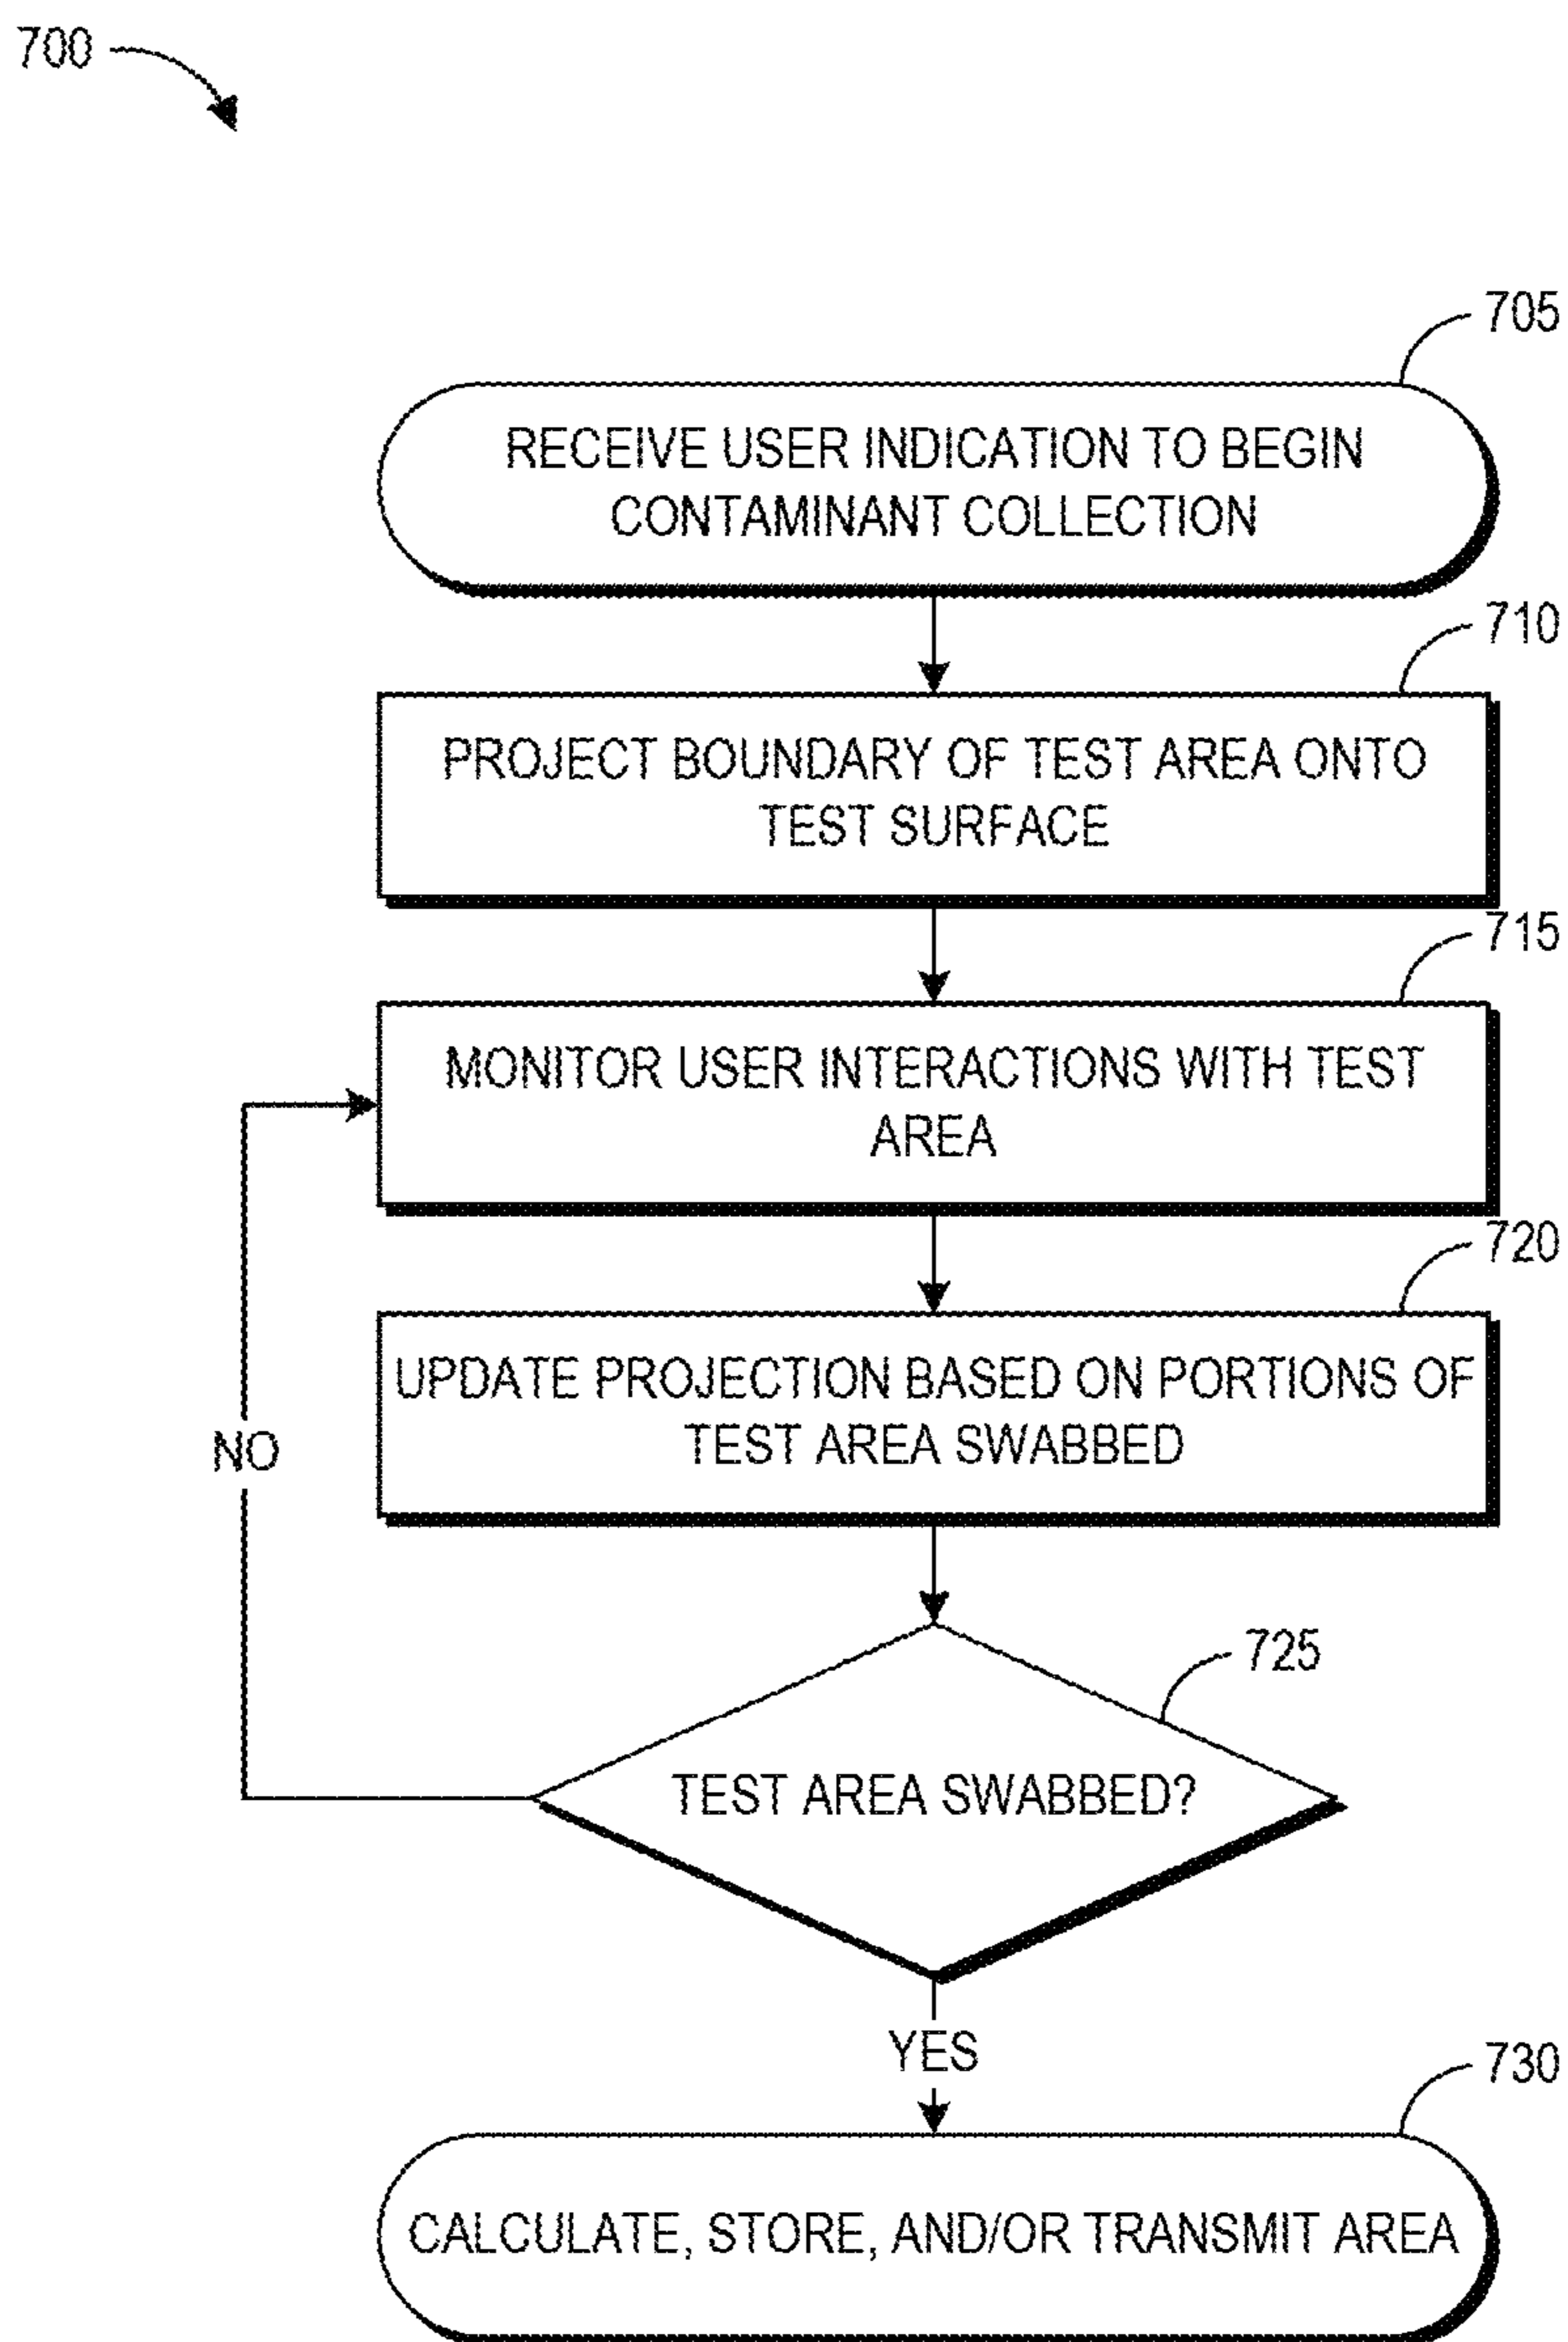 700
705
RECEIVE USER INDICATION TO BEGIN
CONTAMINANT COLLECTION
710
PROJECT BOUNDARY OF TEST AREA ONTO
TEST SURFACE
715
MONITOR USER INTERACTIONS WITH TEST
AREA
720
UPDATE PROJECTION BASED ON PORTIONS OF
TEST AREA SWABBED
NO
725
TEST AREA SWABBED?
YES
730
CALCULATE, STORE, AND/OR TRANSMIT AREA